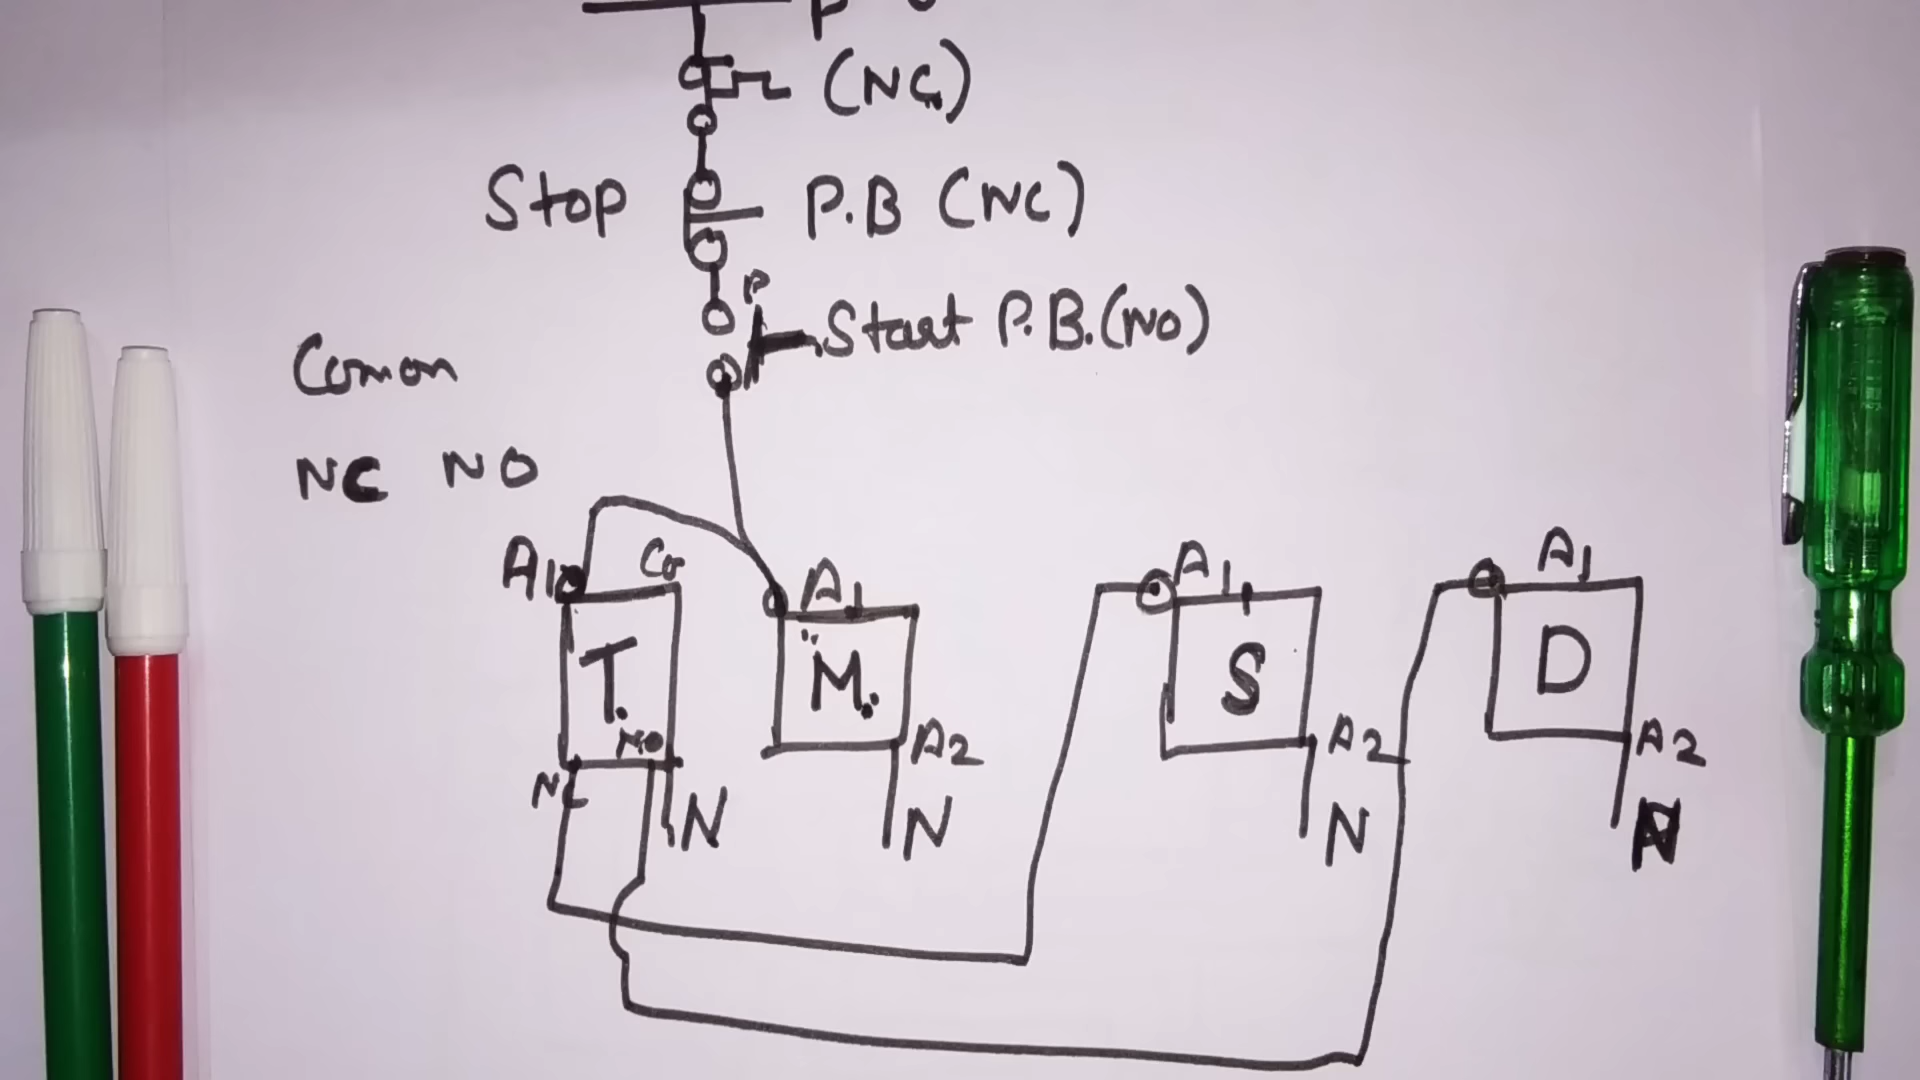 P
(NC)
Stop P.B (NC)
P
Start P.B. (NO)
Comon
NC NO
A1 Co A1 A1 A1
T. M. S D
NO A2 A2 A2
NC N N N N